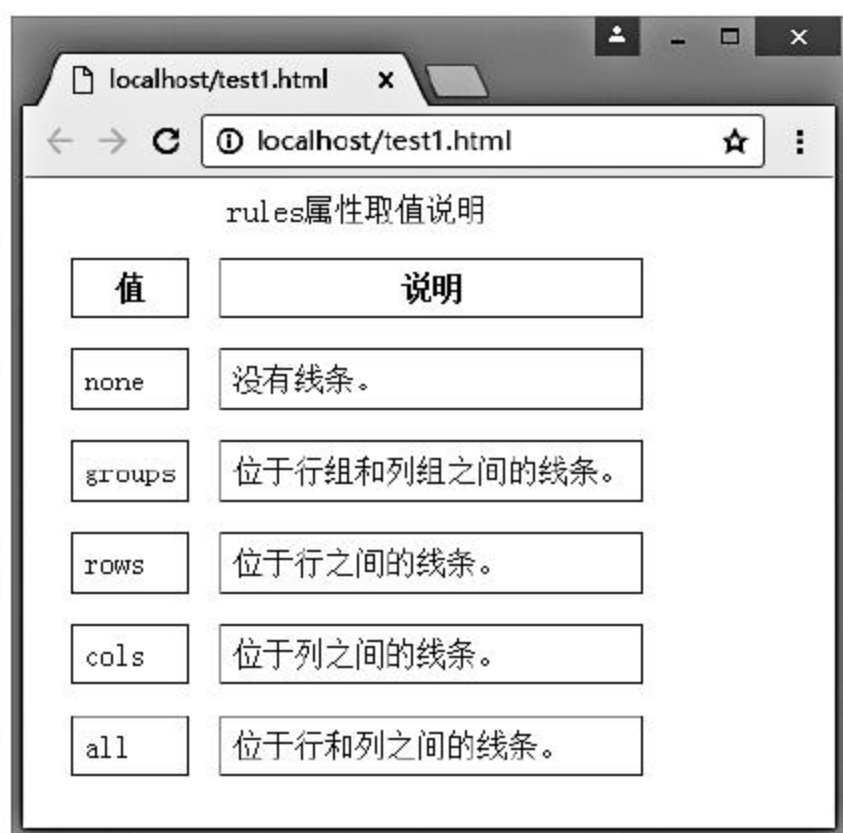 localhost/test1.html
localhost/test1.html
rules属性取值说明
值 说明
none 没有线条。
groups 位于行组和列组之间的线条。
rows 位于行之间的线条。
cols 位于列之间的线条。
all 位于行和列之间的线条。